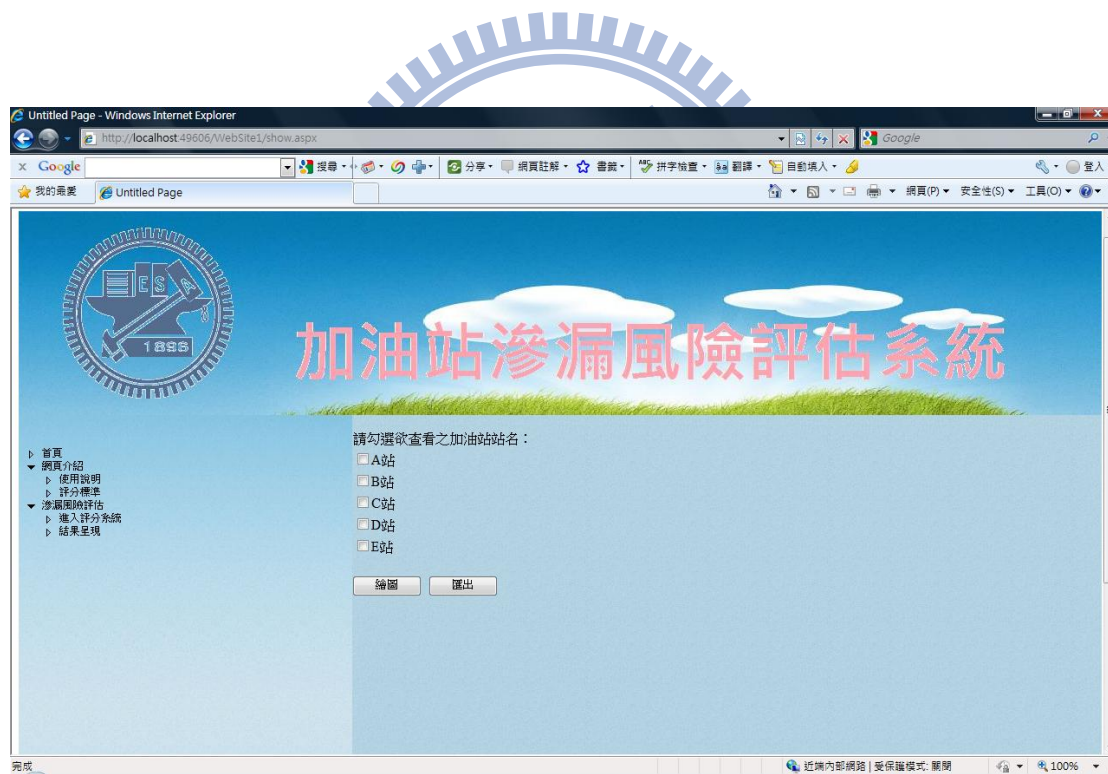 Untitled Page - Windows Internet Explorer
http://localhost:49606/WebSite1/show.aspx
Google
x Google 搜尋 分享 網頁註解 書籤 拼字檢查 翻譯 自動填入 登入
我的最愛 Untitled Page 網頁(P) 安全性(S) 工具(O)
ES A
1896
加油站滲漏風險評估系統
首頁
網頁介紹
使用說明
評分標準
滲漏風險評估
進入評分系統
結果呈現
請勾選欲查看之加油站站名：
A站
B站
C站
D站
E站
繪圖 匯出
完成 近端內部網路 | 受保護模式: 關閉 100%